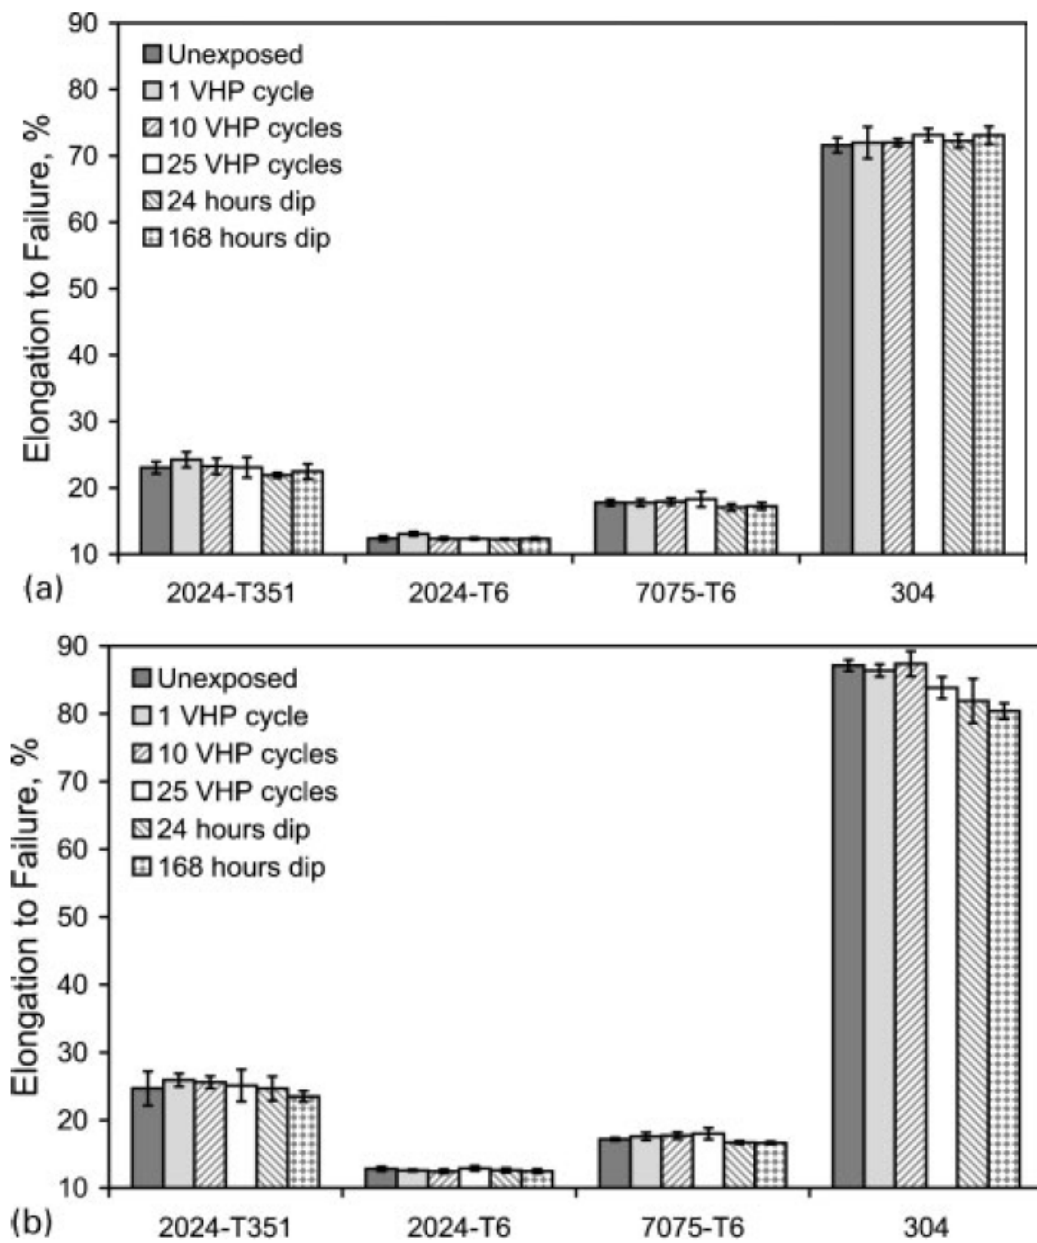 (a)
Elongation to Failure, %
90
80
70
60
50
40
30
20
10
Unexposed
1 VHP cycle
10 VHP cycles
25 VHP cycles
24 hours dip
168 hours dip
2024-T351 2024-T6 7075-T6 304
(b)
Elongation to Failure, %
90
80
70
60
50
40
30
20
10
Unexposed
1 VHP cycle
10 VHP cycles
25 VHP cycles
24 hours dip
168 hours dip
2024-T351 2024-T6 7075-T6 304